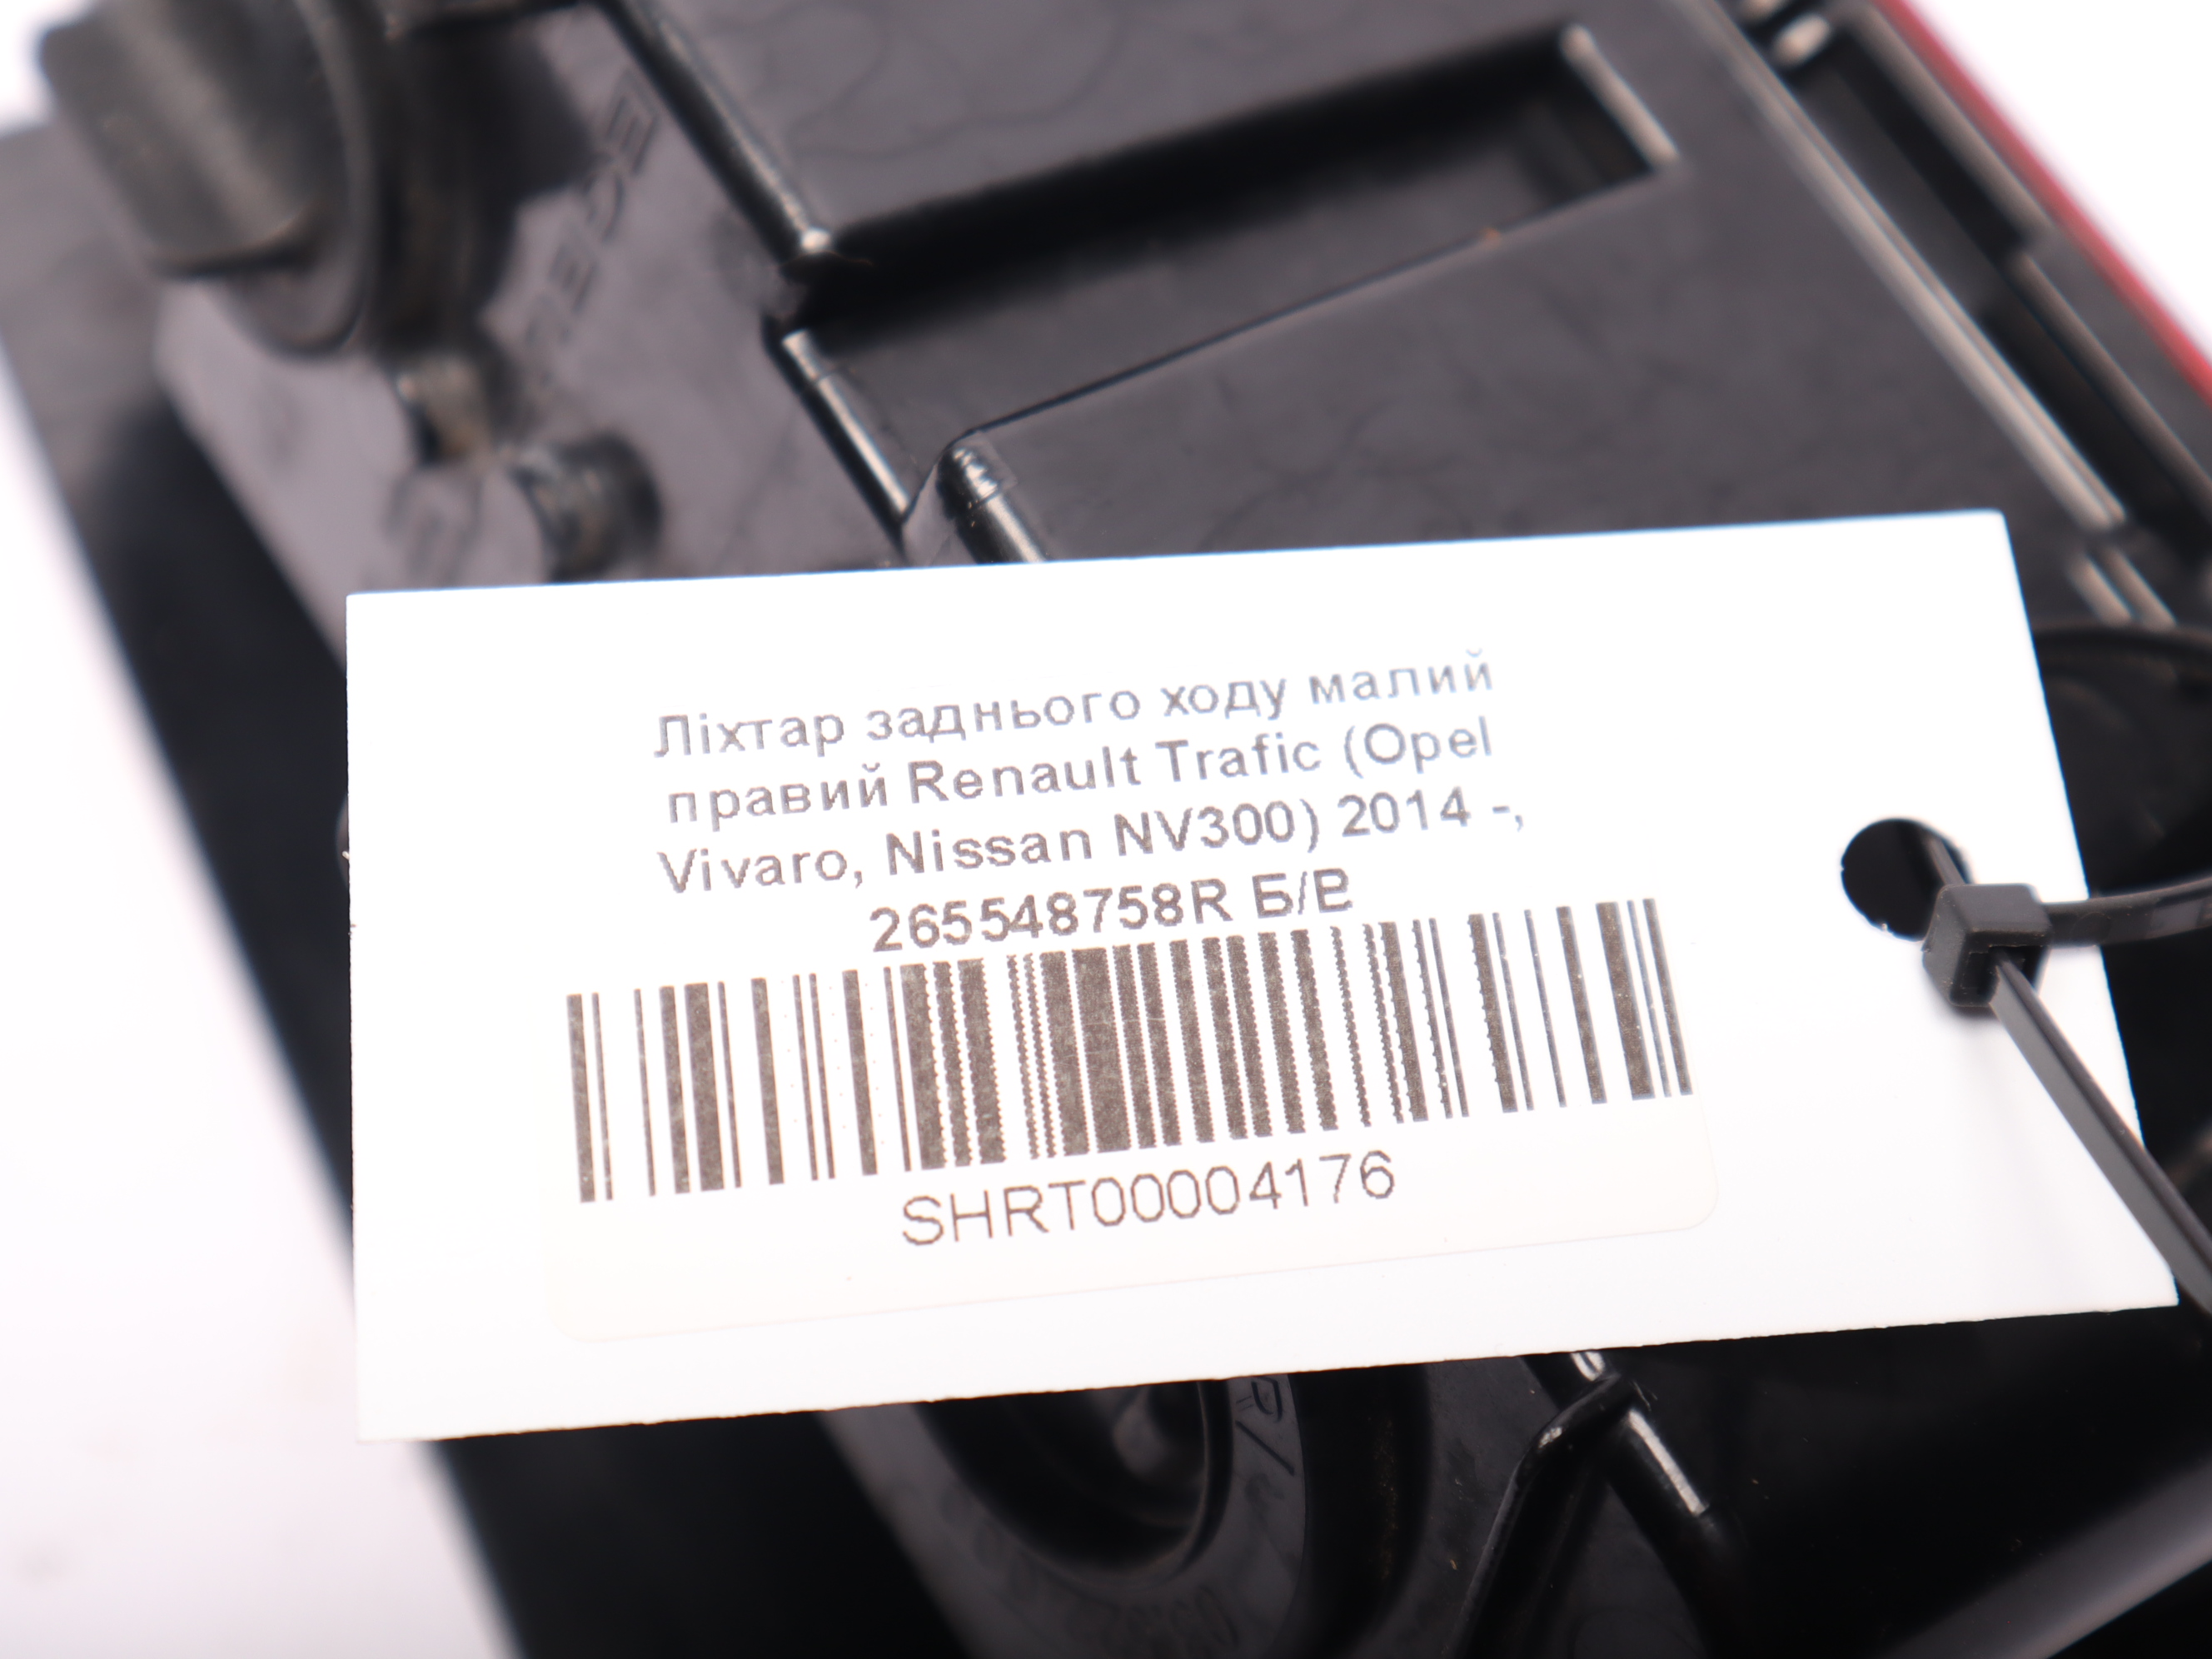 Ліхтар заднього ходу малий
правий Renault Trafic (Opel
Vivaro, Nissan NV300) 2014 -,
265548758R Б/В
SHRT00004176